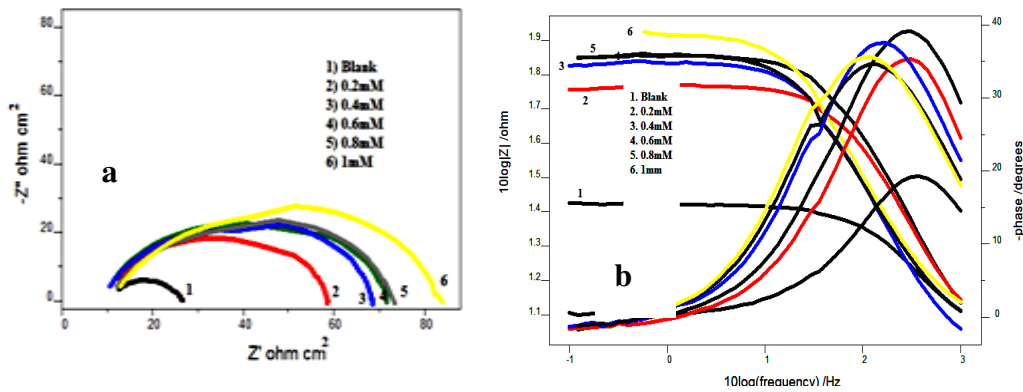 a
80
60
40
20
0
-Z" ohm cm2
1) Blank
2) 0.2mM
3) 0.4mM
4) 0.6mM
5) 0.8mM
6) 1mM
1
2
3
4
5
6
0
20
40
60
80
Z' ohm cm2
b
1.9
1.8
1.7
1.6
1.5
1.4
1.3
1.2
1.1
10log|Z| /ohm
6
5
4
3
2
1
1. Blank
2. 0.2mM
3. 0.4mM
4. 0.6mM
5. 0.8mM
6. 1mm
40
30
20
10
0
-phase /degrees
-1
0
1
2
3
10log(frequency) /Hz